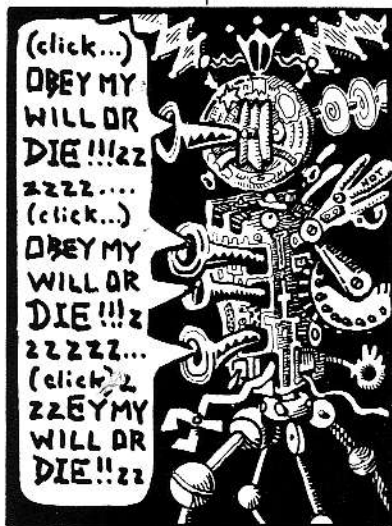 (click...)
OBEY MY
WILL OR
DIE!!!zz
zzzz....
(click...)
OBEY MY
WILL OR
DIE!!!z
zzzzz...
(click)z
zzEY MY
WILL OR
DIE!!zz